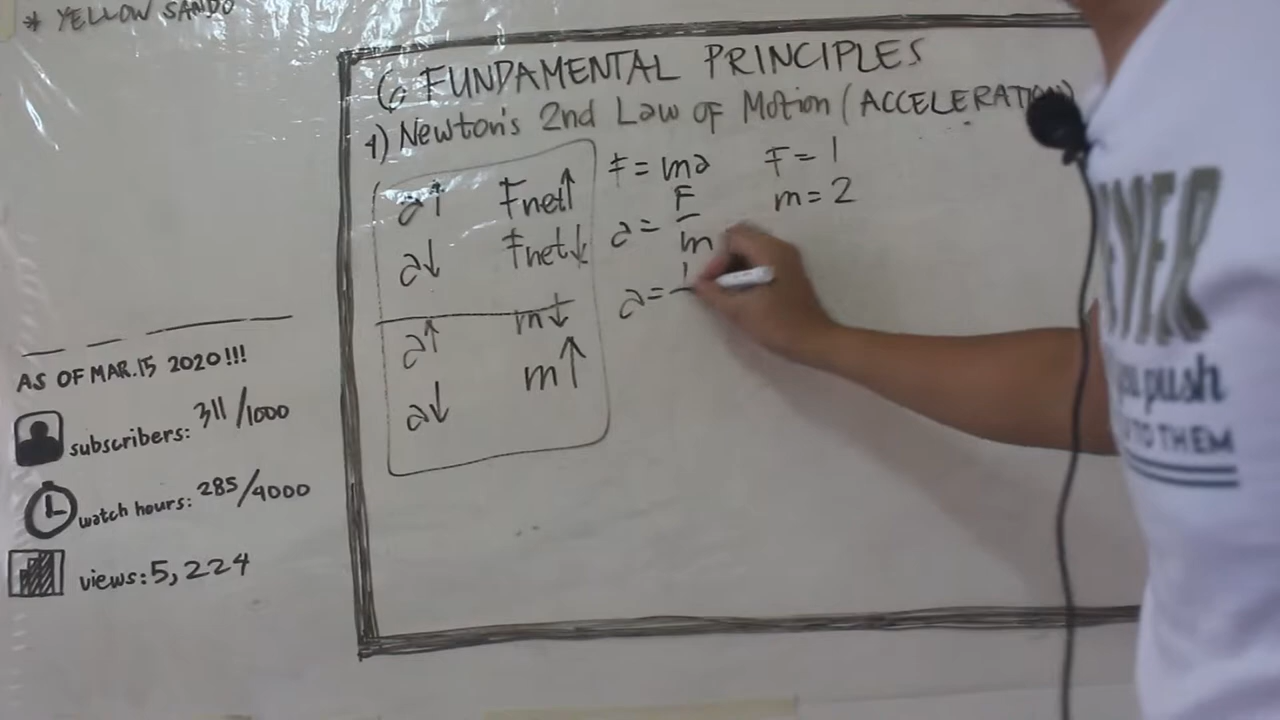 * YELLOW SANDO
6 FUNDAMENTAL PRINCIPLES
1) Newton's 2nd Law of Motion (ACCELERATION)
a↑ Fnet↑
a↓ Fnet↓
a↑ m↓
a↓ m↑
F = ma
a = F/m
a = 1
F = 1
m = 2
AS OF MAR. 15 2020!!!
subscribers: 311/1000
watch hours: 285/4000
views: 5,224
push
TO THEM